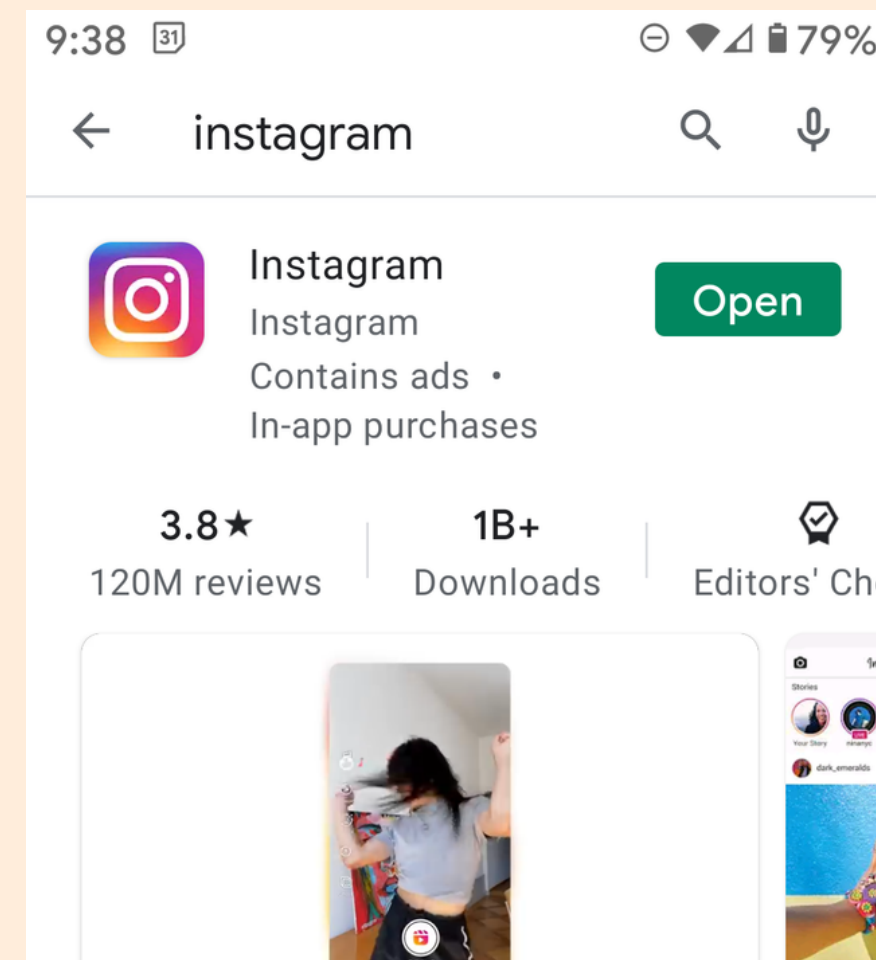 9:38 31 79%
instagram
Instagram
Instagram
Open
Contains ads •
In-app purchases
3.8★ 1B+
120M reviews Downloads Editors' Ch
Stories
Your Story
LIVE
dark_emeralds